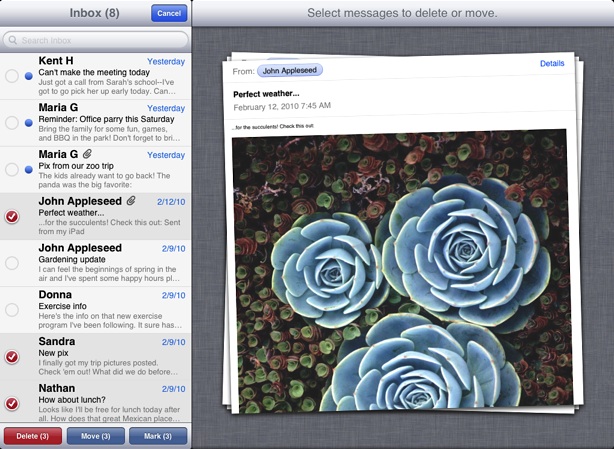 Inbox (8)
Cancel
Search Inbox
Kent H
Yesterday
Can't make the meeting today
Just got a call from Sarah's school--I've
got to go pick her up early today. Can…
Maria G
Yesterday
Reminder: Office parry this Saturday
Bring the family for some fun, games,
and BBQ in the park! Don't forget to bri…
Maria G
Yesterday
Pix from our zoo trip
The kids already want to go back! The
panda was the big favorite:
John Appleseed
2/12/10
Perfect weather...
...for the succulents! Check this out: Sent
from my iPad
John Appleseed
2/9/10
Gardening update
I can feel the beginnings of spring in the
air and I've spent some happy hours pl…
Donna
2/9/10
Exercise info
Here's the info on that new exercise
program I've been following. It sure has…
Sandra
2/9/10
New pix
I finally got my trip pictures posted.
Check 'em out! What did we do before…
Nathan
2/9/10
How about lunch?
Looks like I'll be free for lunch today after
all. How does that great Mexican place…
Delete (3)
Move (3)
Mark (3)
Select messages to delete or move.
From: John Appleseed
Details
Perfect weather...
February 12, 2010 7:45 AM
...for the succulents! Check this out: